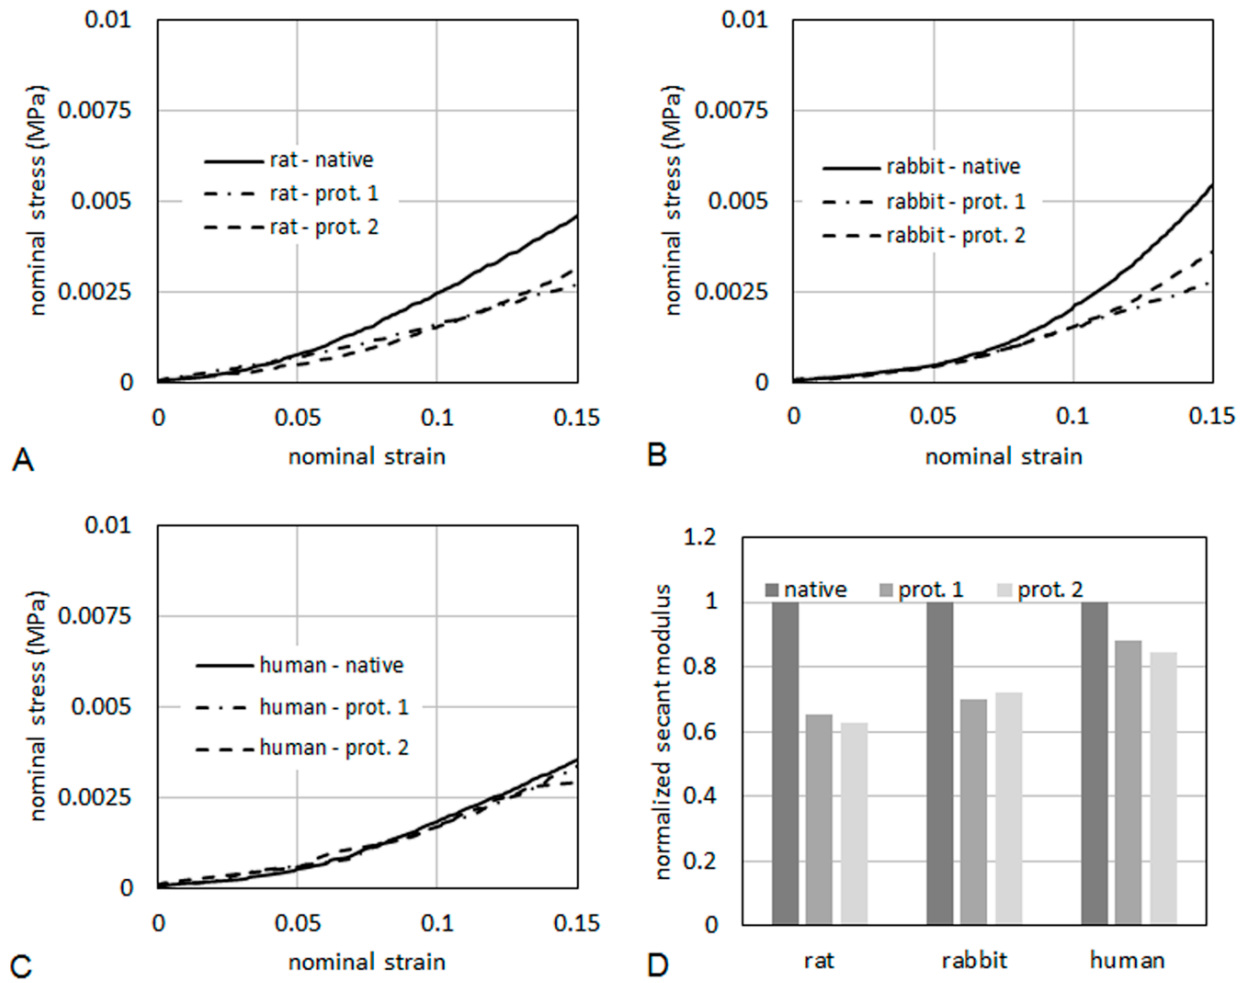 0.01
0.0075
0.005
0.0025
0
nominal stress (MPa)
rat - native
rat - prot. 1
rat - prot. 2
0 0.05 0.1 0.15
nominal strain
A
0.01
0.0075
0.005
0.0025
0
nominal stress (MPa)
rabbit - native
rabbit - prot. 1
rabbit - prot. 2
0 0.05 0.1 0.15
nominal strain
B
0.01
0.0075
0.005
0.0025
0
nominal stress (MPa)
human - native
human - prot. 1
human - prot. 2
0 0.05 0.1 0.15
nominal strain
C
1.2
1
0.8
0.6
0.4
0.2
0
normalized secant modulus
native prot. 1 prot. 2
rat rabbit human
D